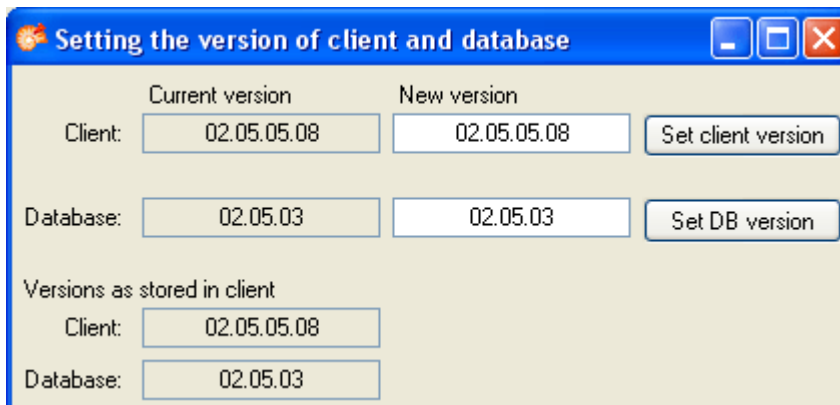 Setting the version of client and database
Current version New version
Client: 02.05.05.08 02.05.05.08 Set client version
Database: 02.05.03 02.05.03 Set DB version
Versions as stored in client
Client: 02.05.05.08
Database: 02.05.03